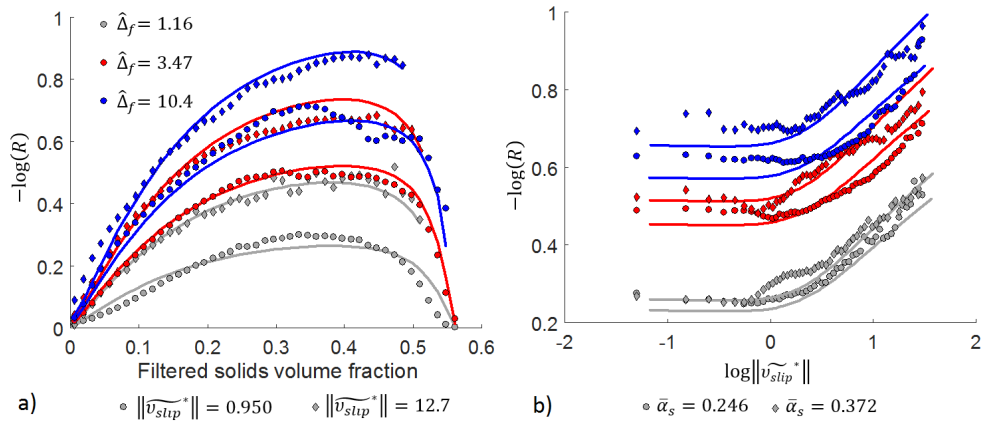 −log(R)
1
0.8
0.6
0.4
0.2
0
Δ̂_f = 1.16
Δ̂_f = 3.47
Δ̂_f = 10.4
0 0.1 0.2 0.3 0.4 0.5 0.6
Filtered solids volume fraction
a)
‖ṽ_slip*‖ = 0.950 ‖ṽ_slip*‖ = 12.7
−log(R)
1
0.8
0.6
0.4
0.2
-2 -1 0 1 2
log‖ṽ_slip*‖
b)
ᾱ_s = 0.246 ᾱ_s = 0.372